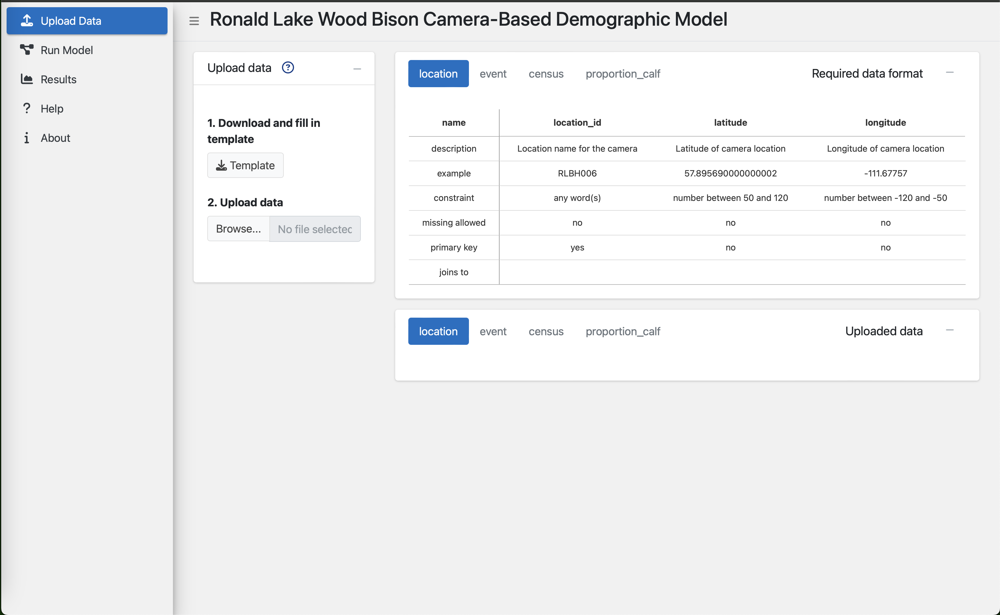 Upload Data
Run Model
Results
Help
About
Ronald Lake Wood Bison Camera-Based Demographic Model
Upload data
1. Download and fill in
template
Template
2. Upload data
Browse... No file selected
location event census proportion_calf Required data format
name location_id latitude longitude
description Location name for the camera Latitude of camera location Longitude of camera location
example RLBH006 57.895690000000002 -111.67757
constraint any word(s) number between 50 and 120 number between -120 and -50
missing allowed no no no
primary key yes no no
joins to
location event census proportion_calf Uploaded data